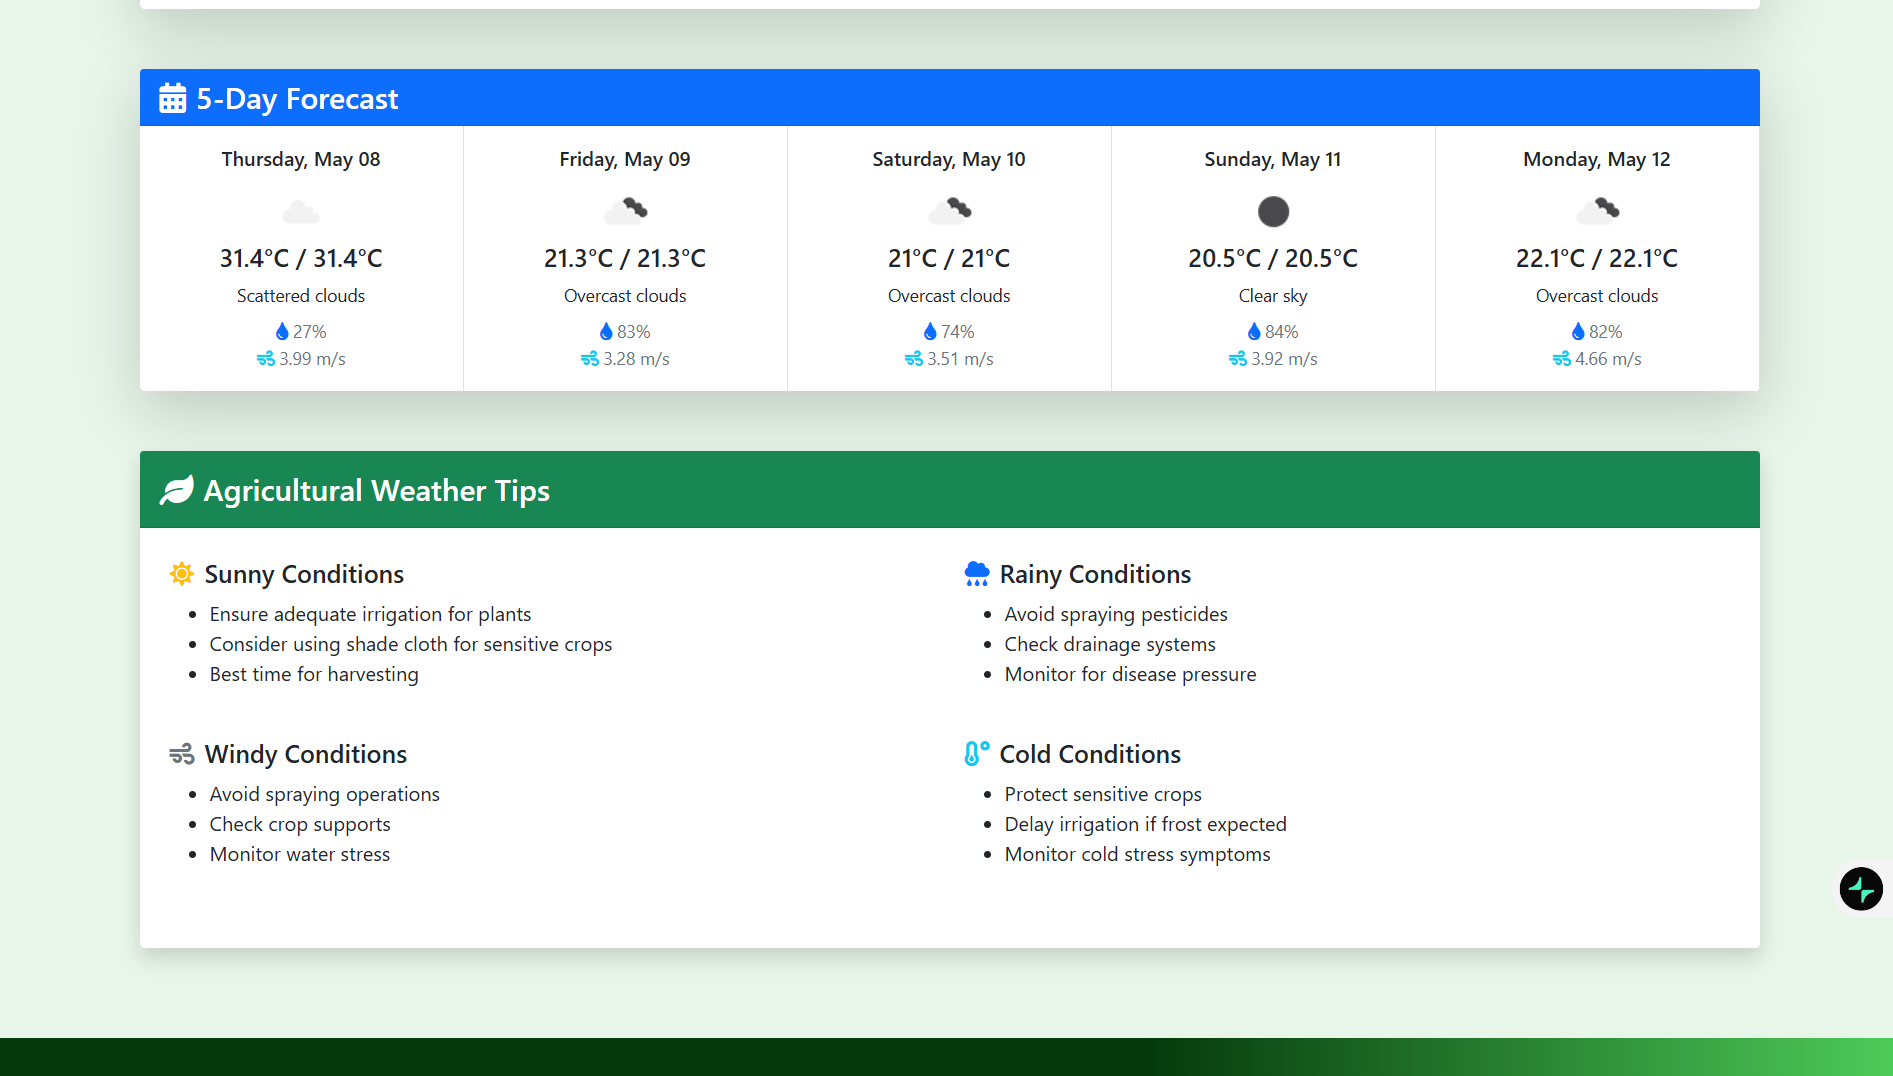 5-Day Forecast
Thursday, May 08
31.4°C / 31.4°C
Scattered clouds
27%
3.99 m/s
Friday, May 09
21.3°C / 21.3°C
Overcast clouds
83%
3.28 m/s
Saturday, May 10
21°C / 21°C
Overcast clouds
74%
3.51 m/s
Sunday, May 11
20.5°C / 20.5°C
Clear sky
84%
3.92 m/s
Monday, May 12
22.1°C / 22.1°C
Overcast clouds
82%
4.66 m/s
Agricultural Weather Tips
Sunny Conditions
• Ensure adequate irrigation for plants
• Consider using shade cloth for sensitive crops
• Best time for harvesting
Rainy Conditions
• Avoid spraying pesticides
• Check drainage systems
• Monitor for disease pressure
Windy Conditions
• Avoid spraying operations
• Check crop supports
• Monitor water stress
Cold Conditions
• Protect sensitive crops
• Delay irrigation if frost expected
• Monitor cold stress symptoms